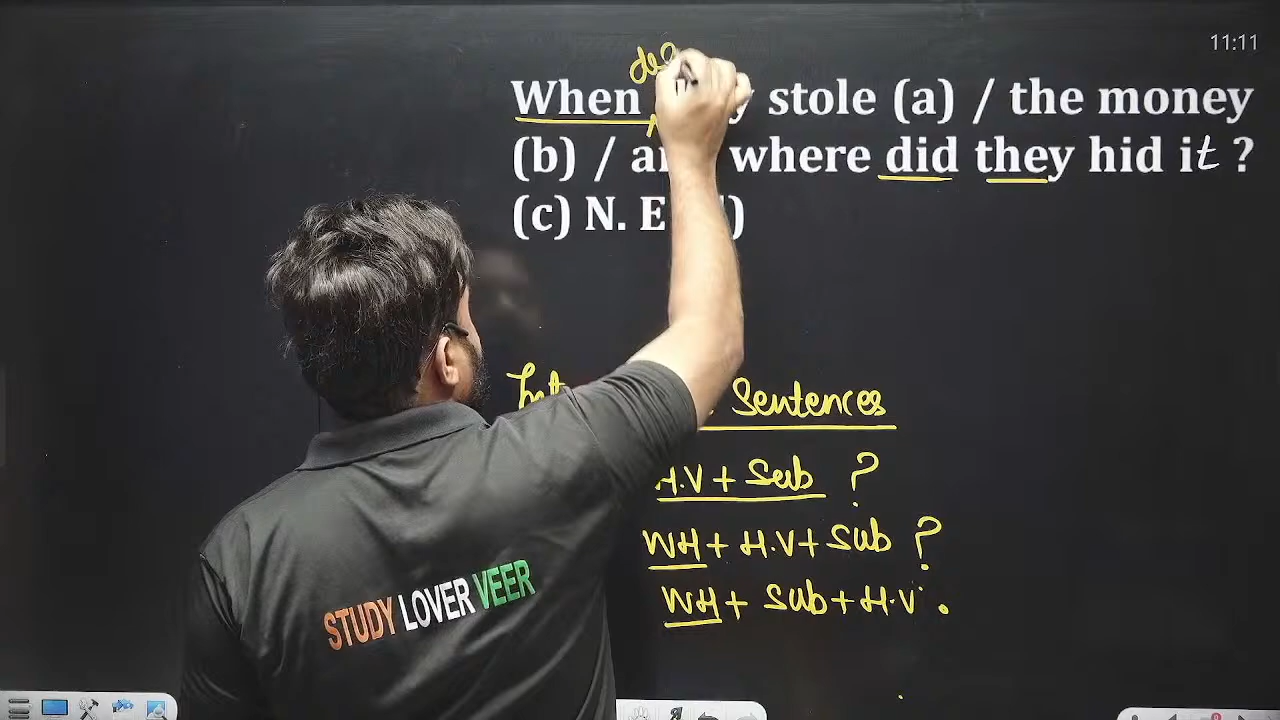 11:11
When stole (a) / the money
(b) / where did they hid it ?
(c) N. E
Sentences
H.V + Sub ?
WH + H.V + Sub ?
WH + Sub + H.V .
STUDY LOVER VEER